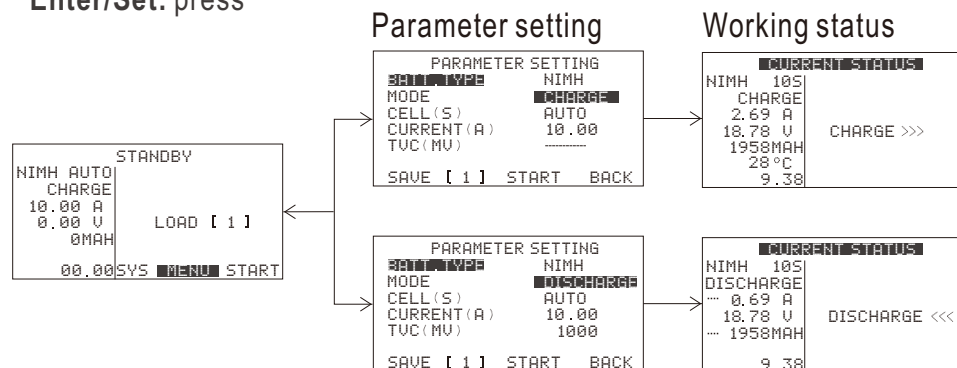 Enter/Set: press
Parameter setting
Working status
STANDBY
NIMH AUTO
CHARGE
10.00 A
0.00 V
LOAD [ 1 ]
0MAH
00.00 SYS MENU START
PARAMETER SETTING
BATT.TYPE NIMH
MODE CHARGE
CELL(S) AUTO
CURRENT(A) 10.00
TVC(MV) ------------
SAVE [ 1 ] START BACK
CURRENT STATUS
NIMH 10S
CHARGE
2.69 A
18.78 V
CHARGE >>>
1958MAH
28°C
9.38
PARAMETER SETTING
BATT.TYPE NIMH
MODE DISCHARGE
CELL(S) AUTO
CURRENT(A) 10.00
TVC(MV) 1000
SAVE [ 1 ] START BACK
CURRENT STATUS
NIMH 10S
DISCHARGE
---- 0.69 A
18.78 V
DISCHARGE <<<
---- 1958MAH
9.38